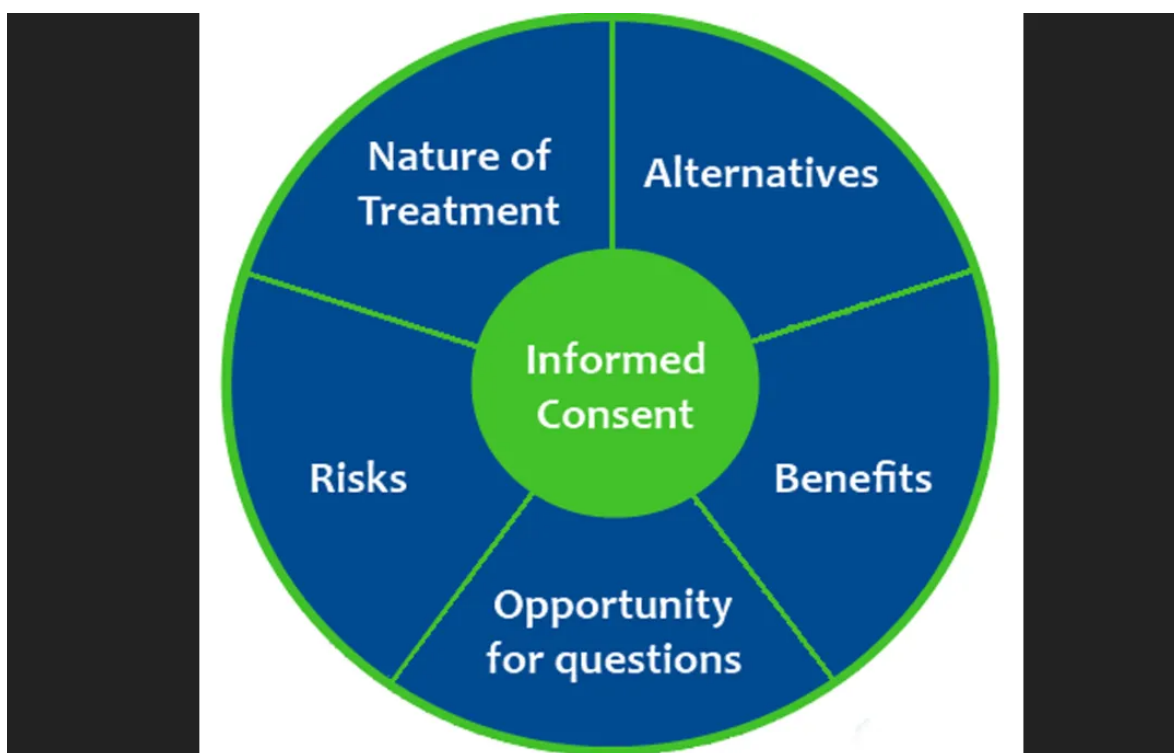 Nature of
Treatment
Alternatives
Informed
Consent
Risks
Benefits
Opportunity
for questions